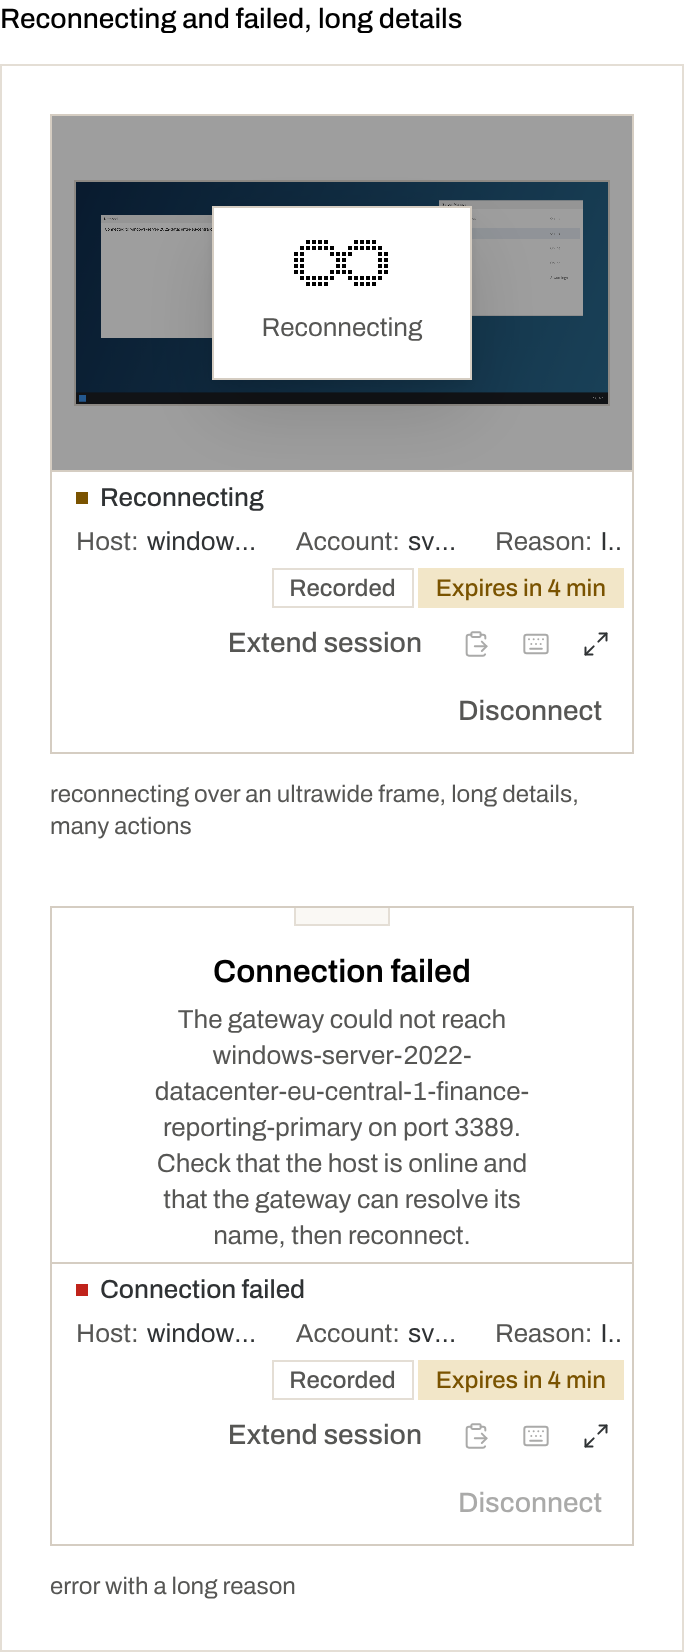 Reconnecting and failed, long details
Reconnecting
Reconnecting
Host: window... Account: sv... Reason: I..
Recorded Expires in 4 min
Extend session
Disconnect
reconnecting over an ultrawide frame, long details,
many actions
Connection failed
The gateway could not reach
windows-server-2022-
datacenter-eu-central-1-finance-
reporting-primary on port 3389.
Check that the host is online and
that the gateway can resolve its
name, then reconnect.
Connection failed
Host: window... Account: sv... Reason: I..
Recorded Expires in 4 min
Extend session
Disconnect
error with a long reason